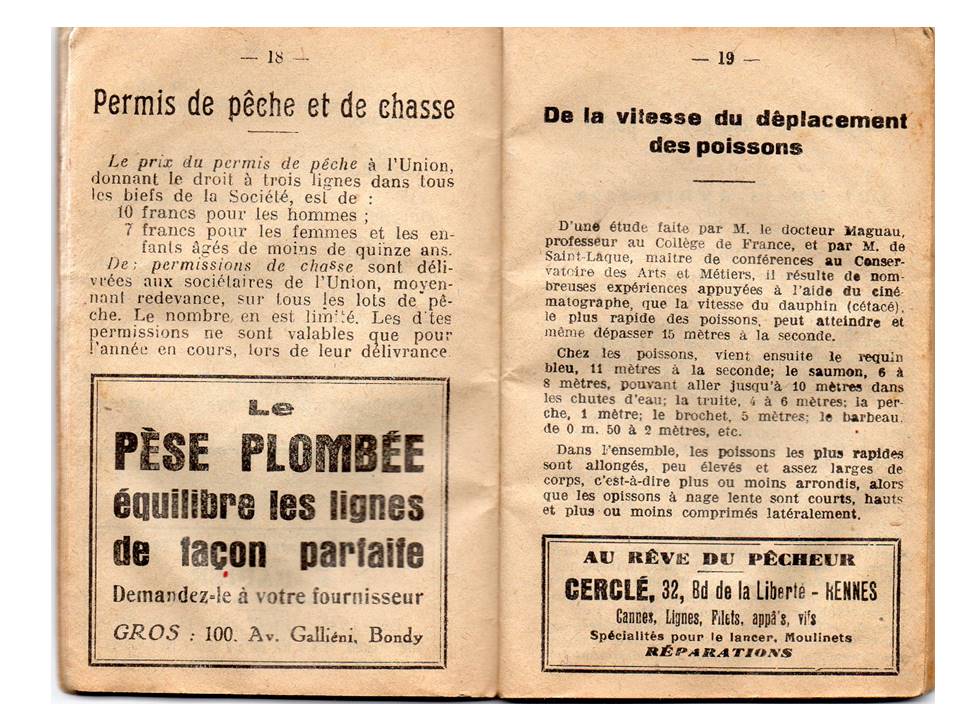 — 18 —
Permis de pêche et de chasse
Le prix du permis de pêche à l'Union,
donnant le droit à trois lignes dans tous
les biefs de la Société, est de :
10 francs pour les hommes ;
7 francs pour les femmes et les en-
fants âgés de moins de quinze ans.
De: permissions de chasse sont déli-
vrées aux sociétaires de l'Union, moyen-
nant redevance, sur tous les lots de pê-
che. Le nombre en est limité. Les d'tes
permissions ne sont valables que pour
l'année en cours, lors de leur délivrance
Le
PÈSE PLOMBÉE
équilibre les lignes
de façon parfaite
Demandez-le à votre fournisseur
GROS : 100. Av. Galliéni, Bondy
— 19 —
De la vitesse du déplacement
des poissons
D'une étude faite par M. le docteur Maguau,
professeur au Collège de France, et par M. de
Saint-Lâque, maitre de conférences au Conser-
vatoire des Arts et Métiers, il résulte de nom-
breuses expériences appuyées à l'aide du ciné-
matographe, que la vitesse du dauphin (cétacé),
le plus rapide des poissons, peut atteindre et
même dépasser 15 mètres à la seconde.
Chez les poissons, vient ensuite le requin
bleu, 11 mètres à la seconde; le saumon, 6 à
8 mètres, pouvant aller jusqu'à 10 mètres dans
les chutes d'eau; la truite, 4 à 6 mètres; la per-
che, 1 mètre; le brochet, 5 mètres; le barbeau,
de 0 m. 50 à 2 mètres, etc.
Dans l'ensemble, les poissons les plus rapides
sont allongés, peu élevés et assez larges de
corps, c'est-à-dire plus ou moins arrondis, alors
que les opissons à nage lente sont courts, hauts
et plus ou moins comprimés latéralement.
AU RÊVE DU PÊCHEUR
CERCLÉ, 32, Bd de la Liberté - RENNES
Cannes, Lignes, Filets, appâ's, vifs
Spécialités pour le lancer, Moulinets
RÉPARATIONS